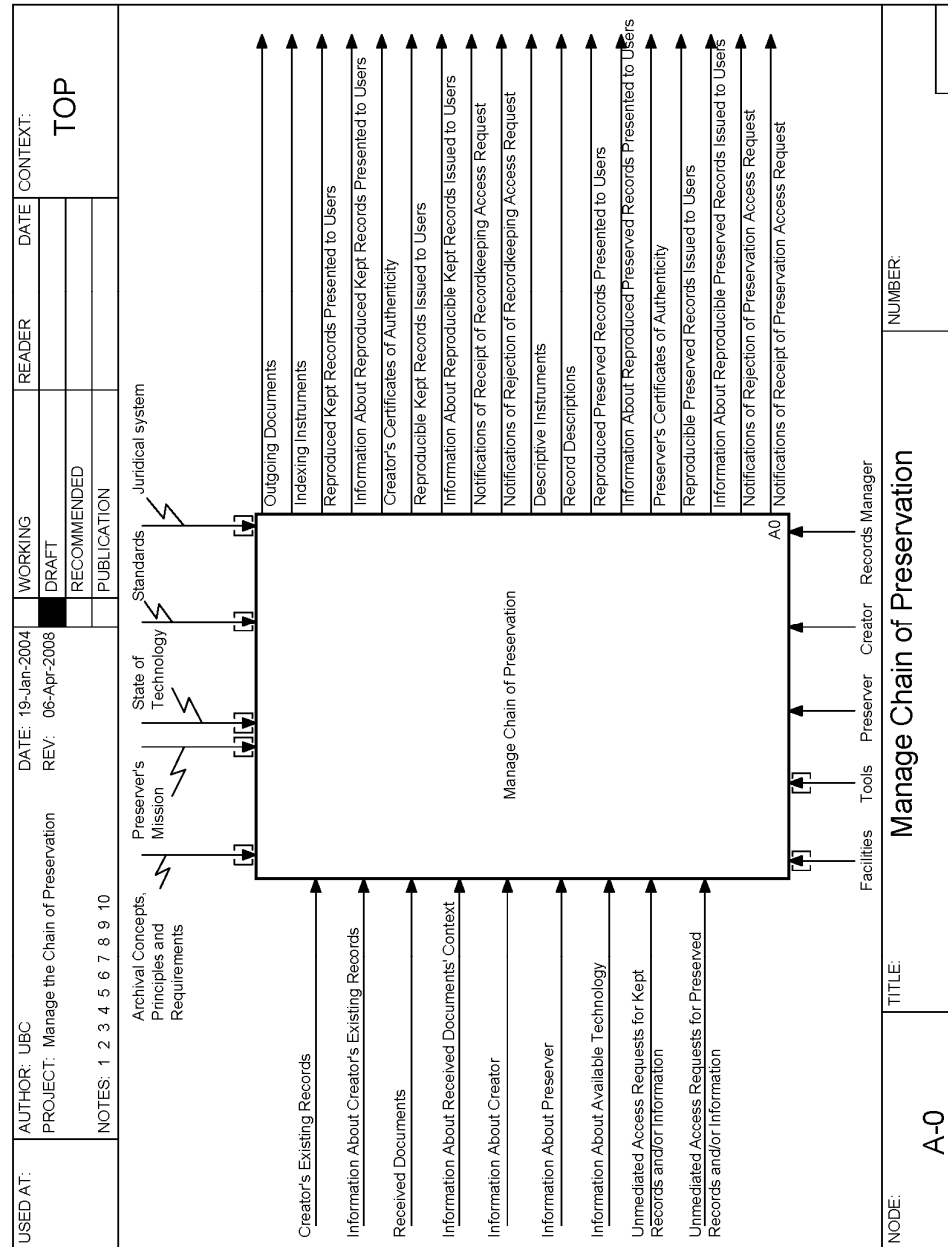 USED AT:
AUTHOR: UBC
PROJECT: Manage the Chain of Preservation
NOTES: 1 2 3 4 5 6 7 8 9 10
DATE: 19-Jan-2004
REV: 06-Apr-2008
WORKING
DRAFT
RECOMMENDED
PUBLICATION
READER
DATE
CONTEXT:
TOP
Archival Concepts,
Principles and
Requirements
Preserver's
Mission
State of
Technology
Standards
Juridical system
Creator's Existing Records
Information About Creator's Existing Records
Received Documents
Information About Received Documents' Context
Information About Creator
Information About Preserver
Information About Available Technology
Unmediated Access Requests for Kept
Records and/or Information
Unmediated Access Requests for Preserved
Records and/or Information
Manage Chain of Preservation
A0
Outgoing Documents
Indexing Instruments
Reproduced Kept Records Presented to Users
Information About Reproduced Kept Records Presented to Users
Creator's Certificates of Authenticity
Reproducible Kept Records Issued to Users
Information About Reproducible Kept Records Issued to Users
Notifications of Receipt of Recordkeeping Access Request
Notifications of Rejection of Recordkeeping Access Request
Descriptive Instruments
Record Descriptions
Reproduced Preserved Records Presented to Users
Information About Reproduced Preserved Records Presented to Users
Preserver's Certificates of Authenticity
Reproducible Preserved Records Issued to Users
Information About Reproducible Preserved Records Issued to Users
Notifications of Rejection of Preservation Access Request
Notifications of Receipt of Preservation Access Request
Facilities
Tools
Preserver
Creator
Records Manager
NODE:
A-0
TITLE:
Manage Chain of Preservation
NUMBER: